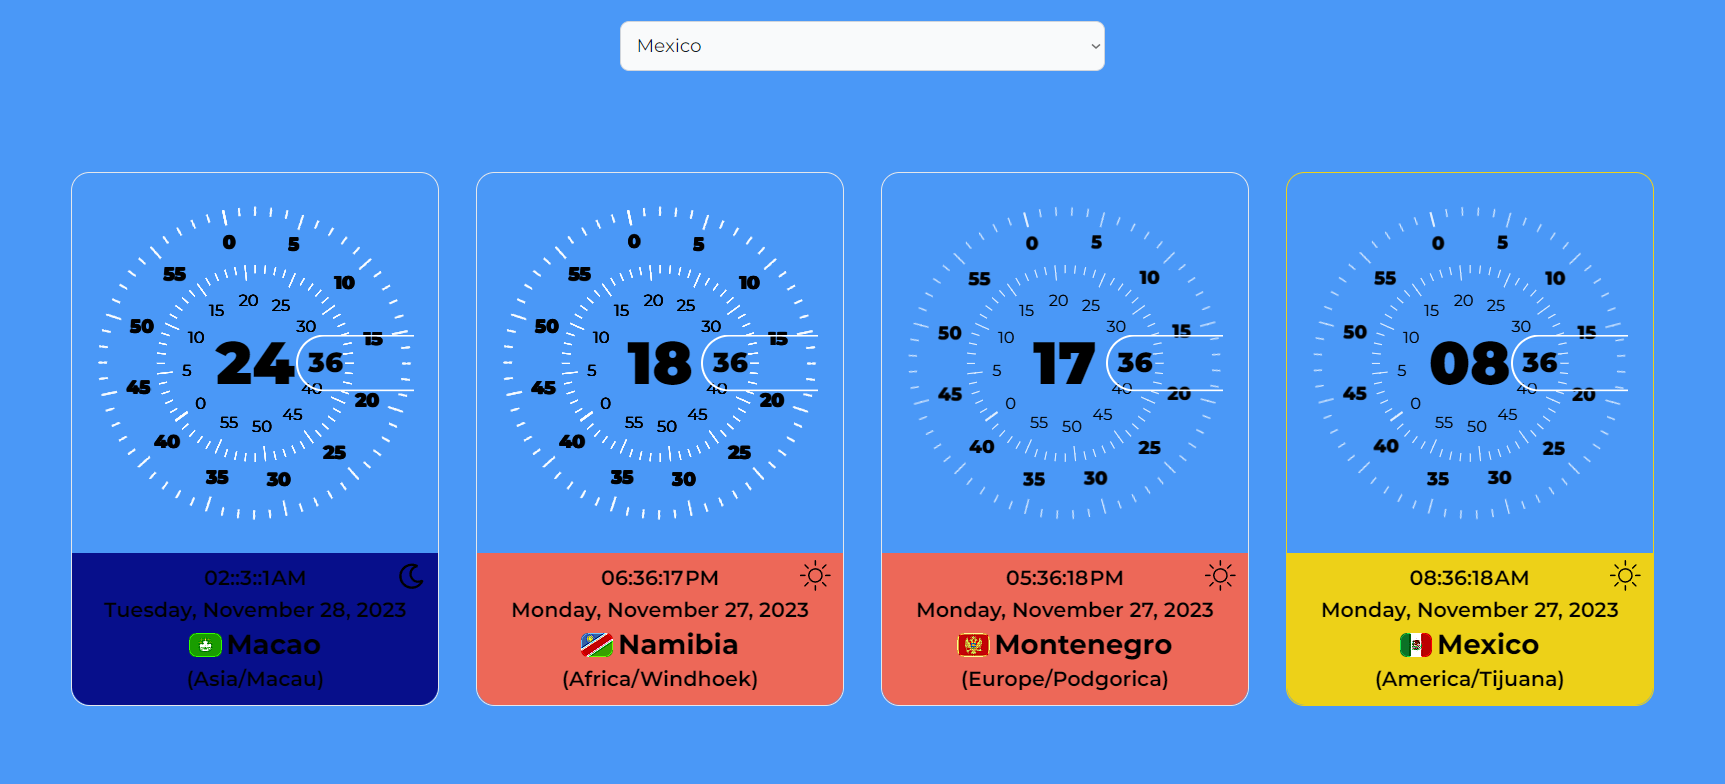 Mexico
0 5 10 15 20 25 30 35 40 45 50 55
20 25 30 36 40 45 50 55 0 5 10 15
24
02::3::1AM
Tuesday, November 28, 2023
Macao
(Asia/Macau)
0 5 10 15 20 25 30 35 40 45 50 55
20 25 30 36 40 45 50 55 0 5 10 15
18
06:36:17PM
Monday, November 27, 2023
Namibia
(Africa/Windhoek)
0 5 10 15 20 25 30 35 40 45 50 55
20 25 30 36 40 45 50 55 0 5 10 15
17
05:36:18PM
Monday, November 27, 2023
Montenegro
(Europe/Podgorica)
0 5 10 15 20 25 30 35 40 45 50 55
20 25 30 36 40 45 50 55 0 5 10 15
08
08:36:18AM
Monday, November 27, 2023
Mexico
(America/Tijuana)